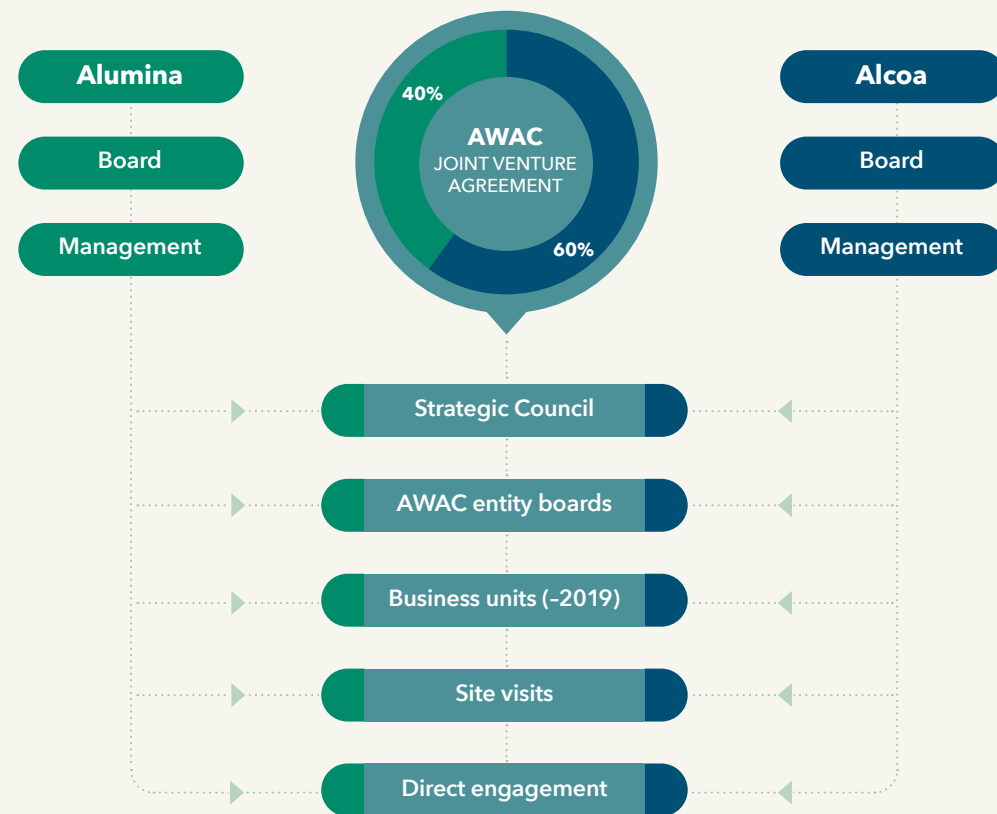 Alumina
Board
Management
40%
AWAC
JOINT VENTURE
AGREEMENT
60%
Alcoa
Board
Management
Strategic Council
AWAC entity boards
Business units (–2019)
Site visits
Direct engagement